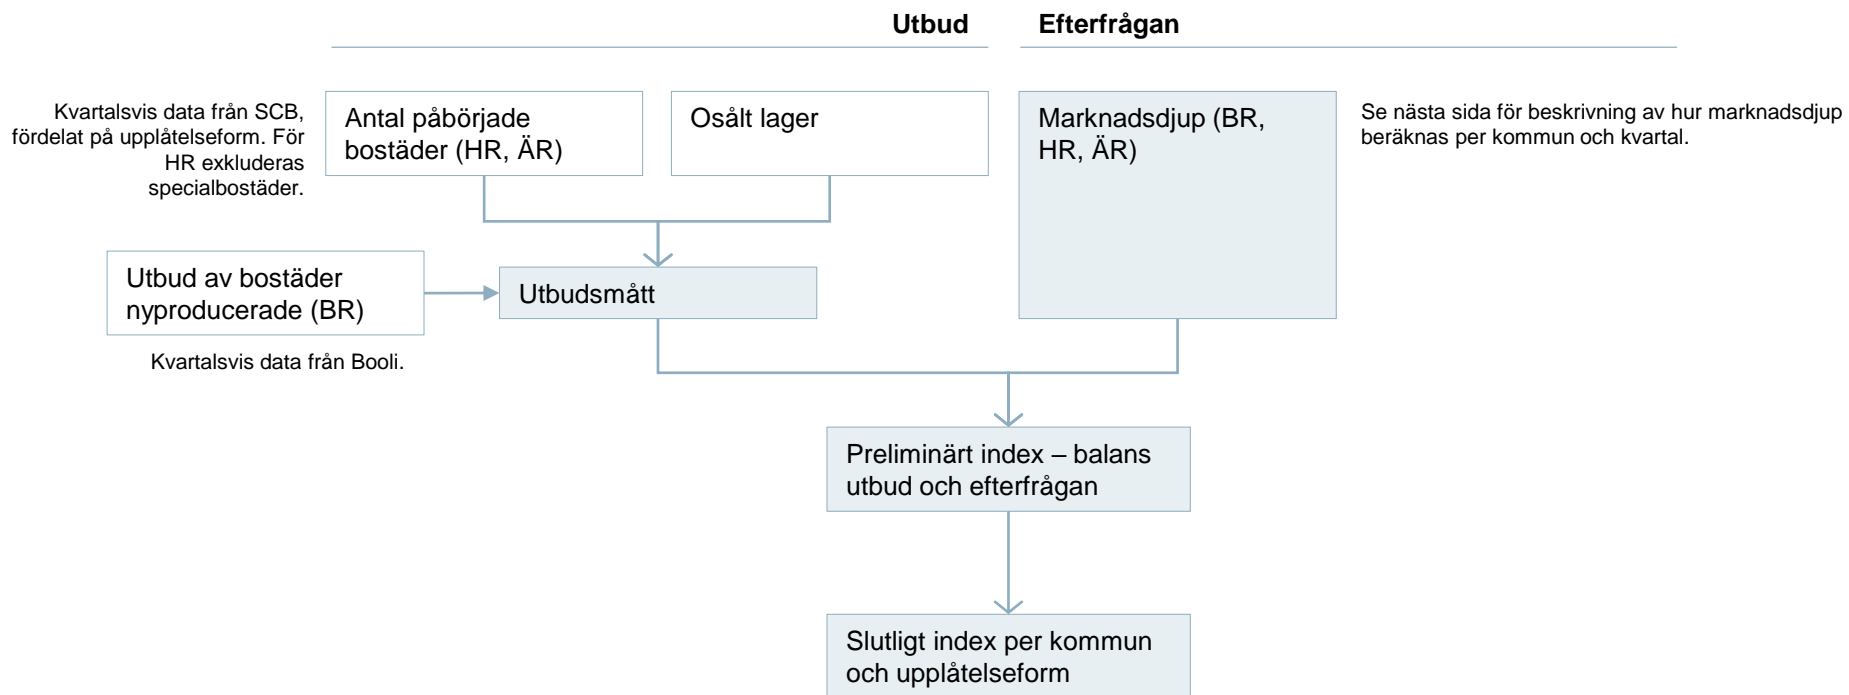 Utbud
Efterfrågan
Kvartalsvis data från SCB,
fördelat på upplåtelseform. För
HR exkluderas
specialbostäder.
Antal påbörjade
bostäder (HR, ÄR)
Osålt lager
Marknadsdjup (BR,
HR, ÄR)
Se nästa sida för beskrivning av hur marknadsdjup
beräknas per kommun och kvartal.
Utbud av bostäder
nyproducerade (BR)
Utbudsmått
Kvartalsvis data från Booli.
Preliminärt index – balans
utbud och efterfrågan
Slutligt index per kommun
och upplåtelseform